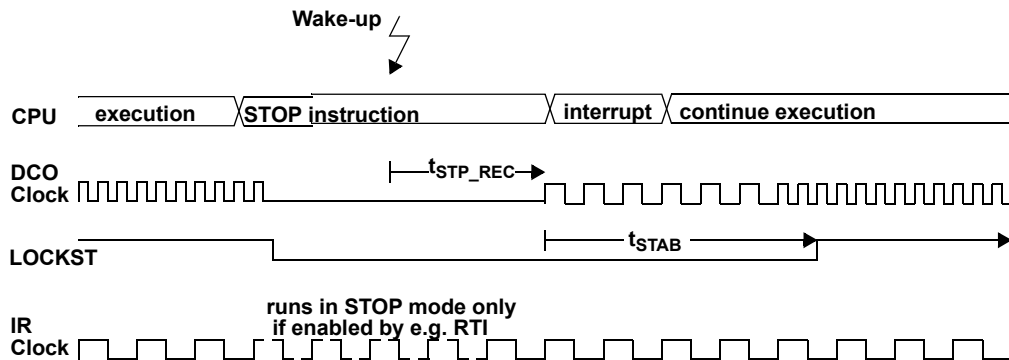 Wake-up
CPU
execution
STOP instruction
interrupt
continue execution
DCO
Clock
tSTP_REC
LOCKST
tSTAB
runs in STOP mode only
if enabled by e.g. RTI
IR
Clock